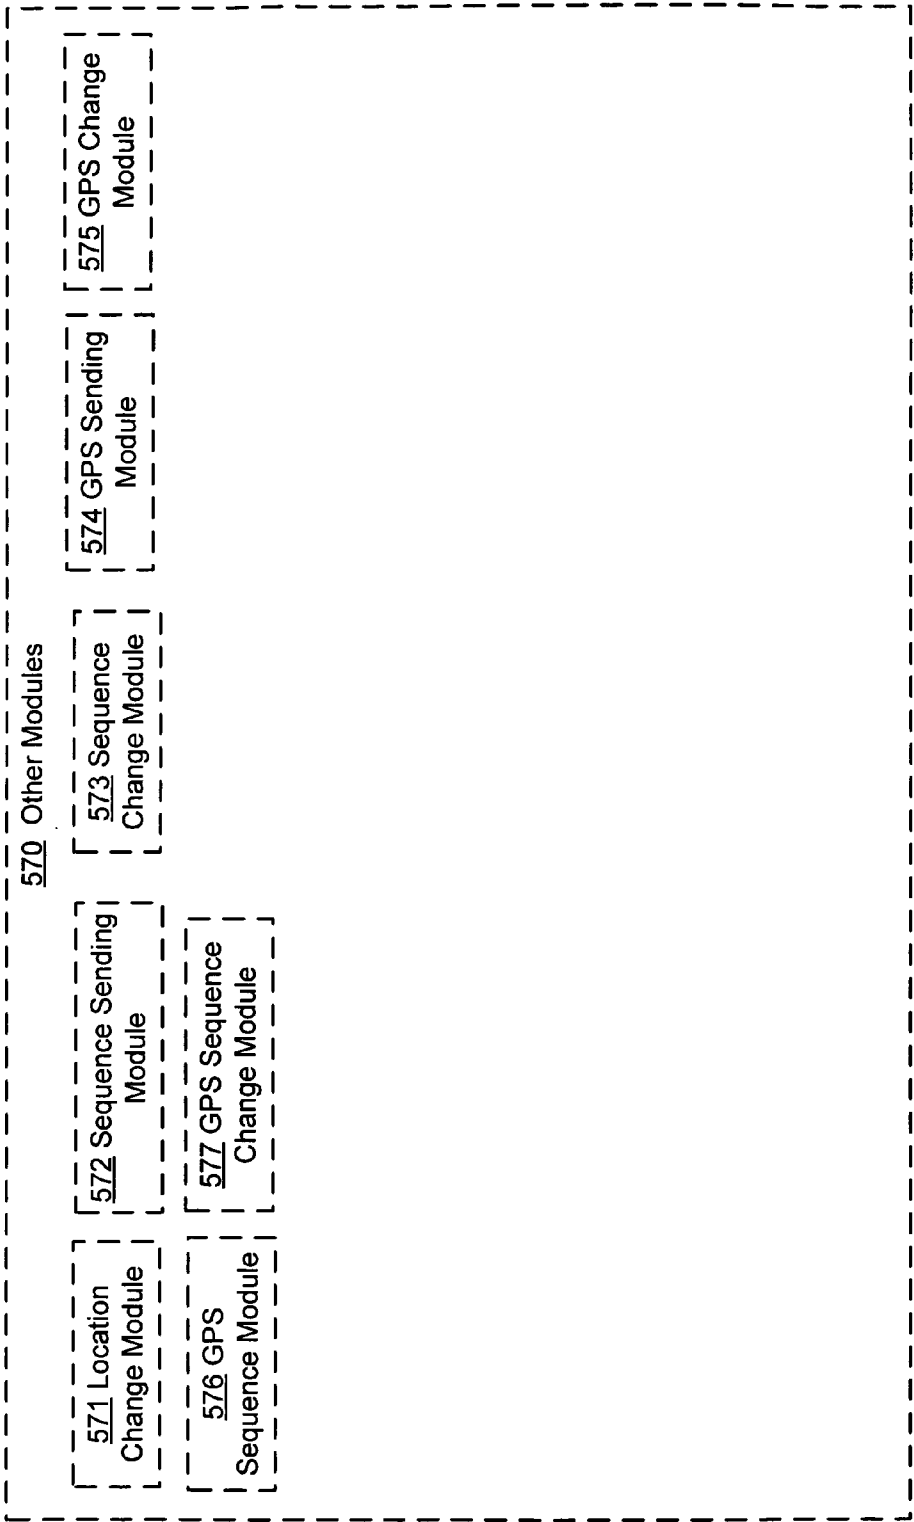 570 Other Modules
571 Location
Change Module
572 Sequence Sending
Module
573 Sequence
Change Module
574 GPS Sending
Module
575 GPS Change
Module
576 GPS
Sequence Module
577 GPS Sequence
Change Module